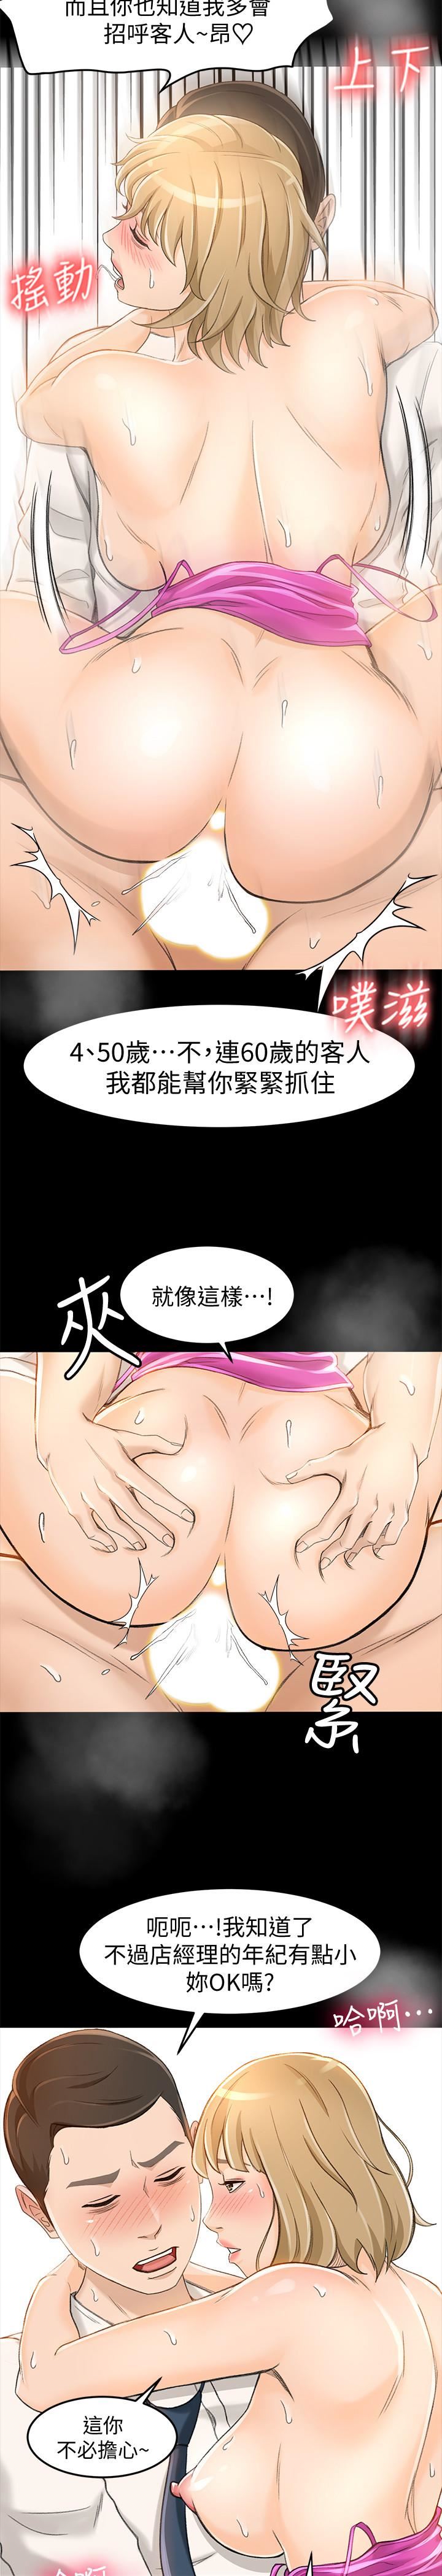 而且你也知道我多會
招呼客人~昂♡
上下
搖動
噗滋
4、50歲…不,連60歲的客人
我都能幫你緊緊抓住
就像這樣…!
夾
緊
呃呃…!我知道了
不過店經理的年紀有點小
妳OK嗎?
哈啊…
這你
不必擔心~
哈啊